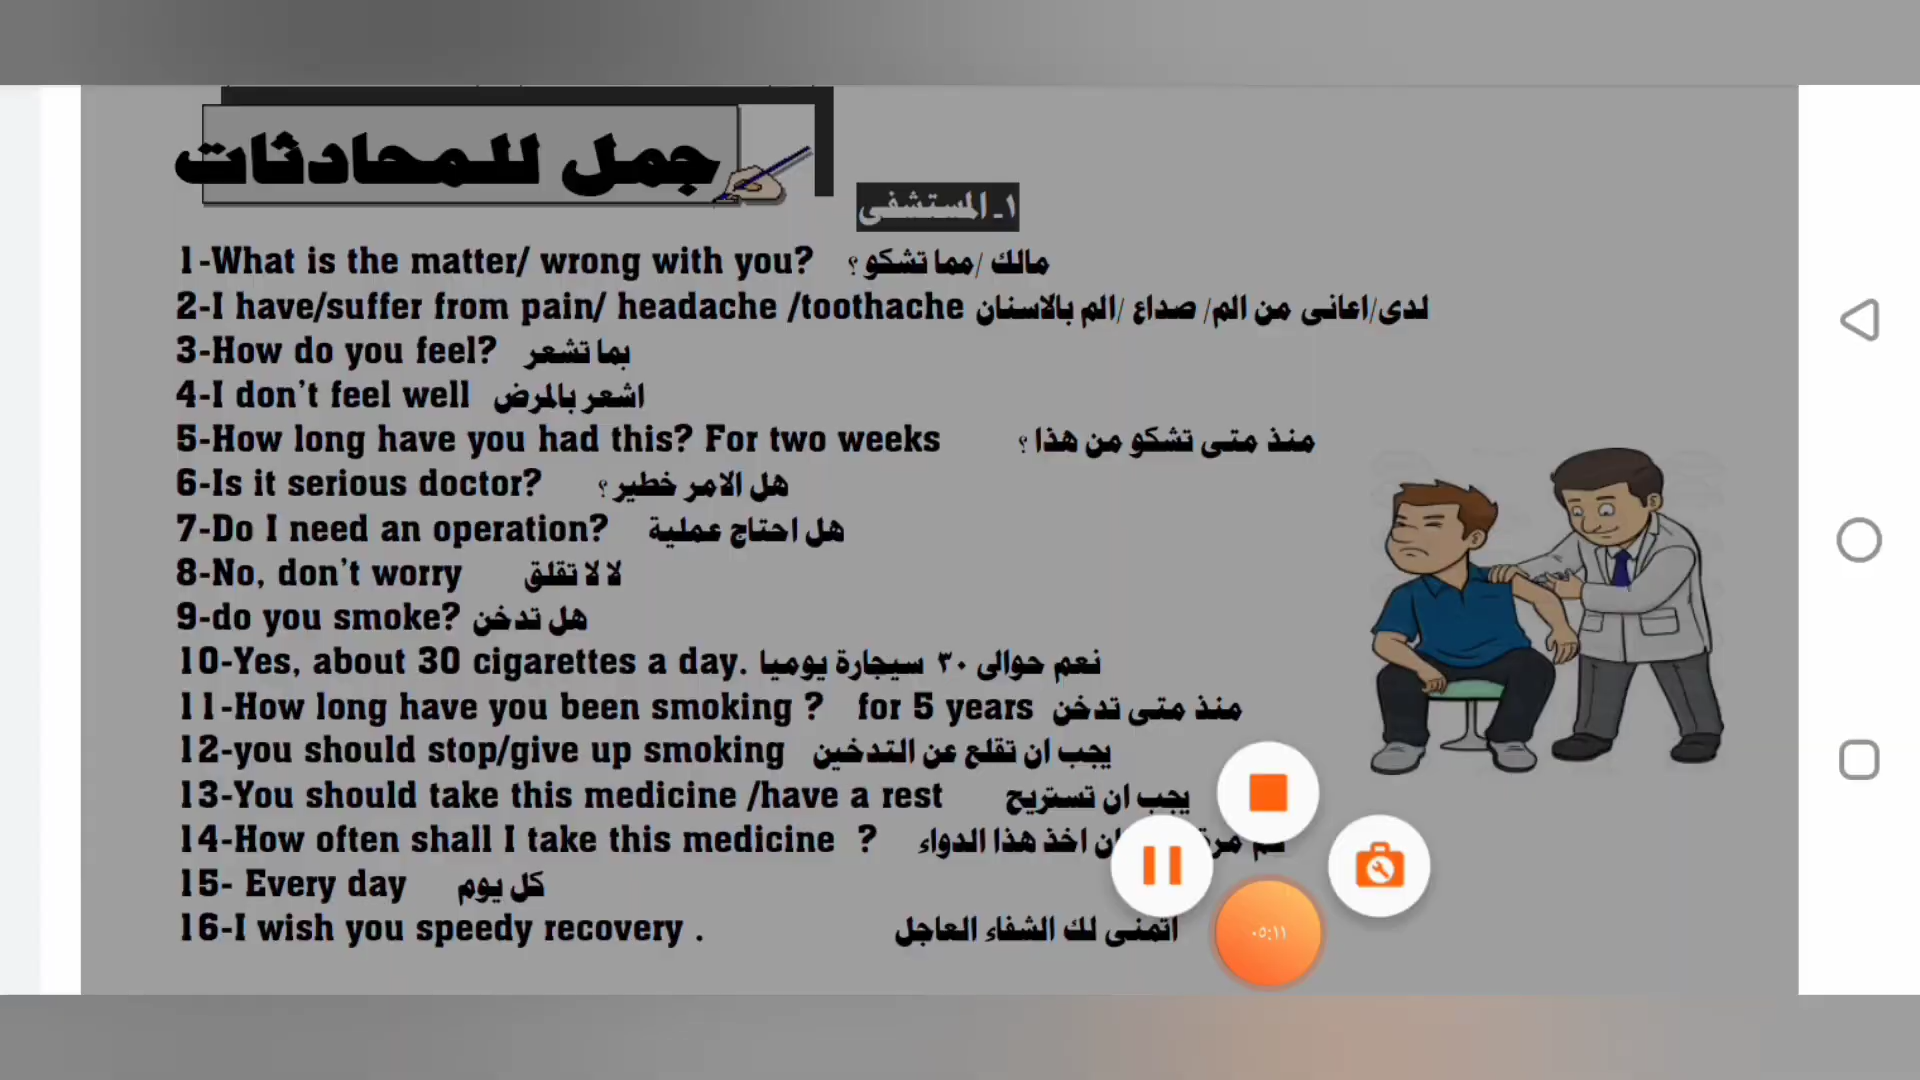 جمل للمحادثات
١ـ المستشفى
1-What is the matter/ wrong with you? مالك /مما تشكو ؟
2-I have/suffer from pain/ headache /toothache لدى/اعانى من الم/ صداع /الم بالاسنان
3-How do you feel? بما تشعر
4-I don't feel well اشعر بالمرض
5-How long have you had this? For two weeks منذ متى تشكو من هذا ؟
6-Is it serious doctor? هل الامر خطير ؟
7-Do I need an operation? هل احتاج عملية
8-No, don't worry لا لا تقلق
9-do you smoke? هل تدخن
10-Yes, about 30 cigarettes a day. نعم حوالى ٣٠ سيجارة يوميا
11-How long have you been smoking ? for 5 years منذ متى تدخن
12-you should stop/give up smoking يجب ان تقلع عن التدخين
13-You should take this medicine /have a rest يجب ان تستريح
14-How often shall I take this medicine ? ان اخذ هذا الدواء
15- Every day كل يوم
16-I wish you speedy recovery . اتمنى لك الشفاء العاجل
٠٥:١١